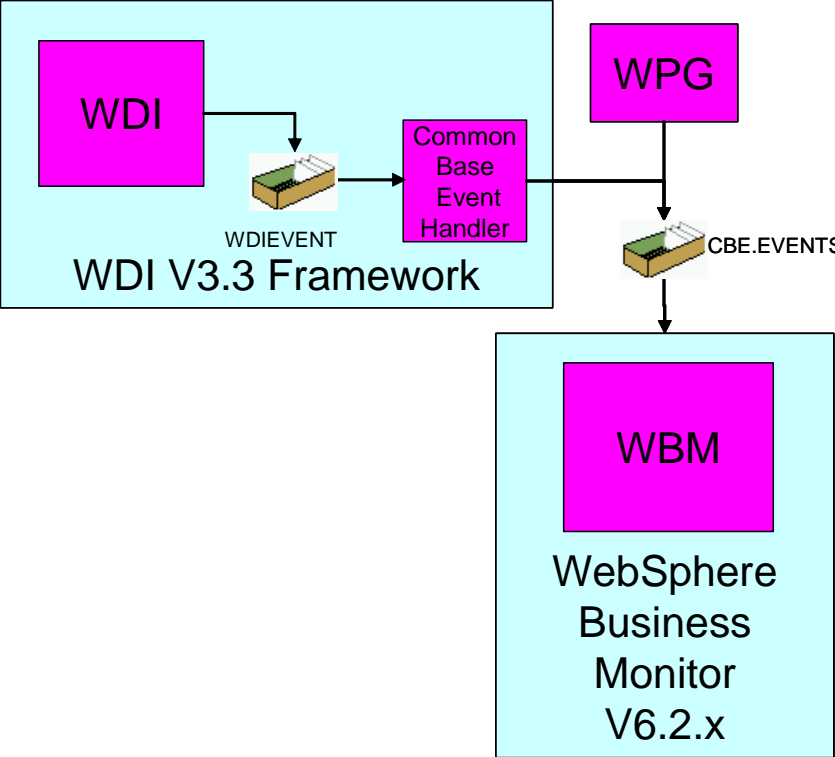 WDI
WPG
Common
Base
Event
Handler
WDIEVENT
CBE.EVENTS
WDI V3.3 Framework
WBM
WebSphere
Business
Monitor
V6.2.x